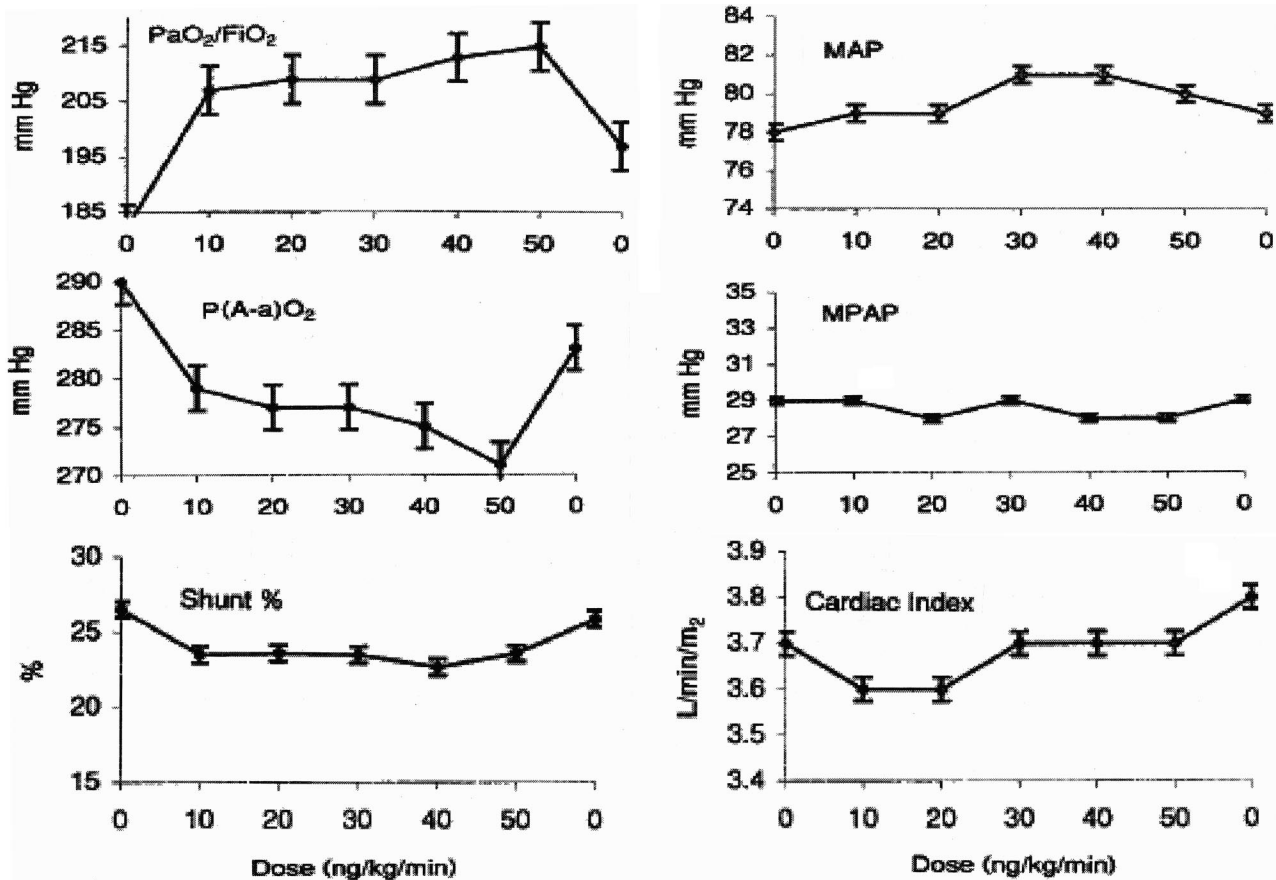 PaO₂/FiO₂
mm Hg
215
205
195
185
0 10 20 30 40 50 0
MAP
mm Hg
84
82
80
78
76
74
0 10 20 30 40 50 0
P(A-a)O₂
mm Hg
290
285
280
275
270
0 10 20 30 40 50 0
MPAP
mm Hg
35
33
31
29
27
25
0 10 20 30 40 50 0
Shunt %
%
30
25
20
15
0 10 20 30 40 50 0
Dose (ng/kg/min)
Cardiac Index
L/min/m₂
3.9
3.8
3.7
3.6
3.5
3.4
0 10 20 30 40 50 0
Dose (ng/kg/min)